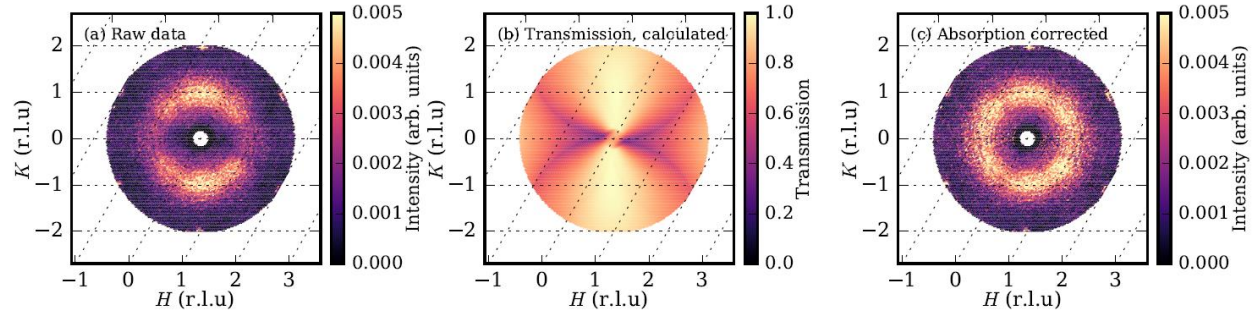 (a) Raw data
2
1
0
−1
−2
K (r.l.u)
−1 0 1 2 3
H (r.l.u)
0.005
0.004
0.003
0.002
0.001
0.000
Intensity (arb. units)
(b) Transmission, calculated
2
1
0
−1
−2
K (r.l.u)
−1 0 1 2 3
H (r.l.u)
1.0
0.8
0.6
0.4
0.2
0.0
Transmission
(c) Absorption corrected
2
1
0
−1
−2
K (r.l.u)
−1 0 1 2 3
H (r.l.u)
0.005
0.004
0.003
0.002
0.001
0.000
Intensity (arb. units)